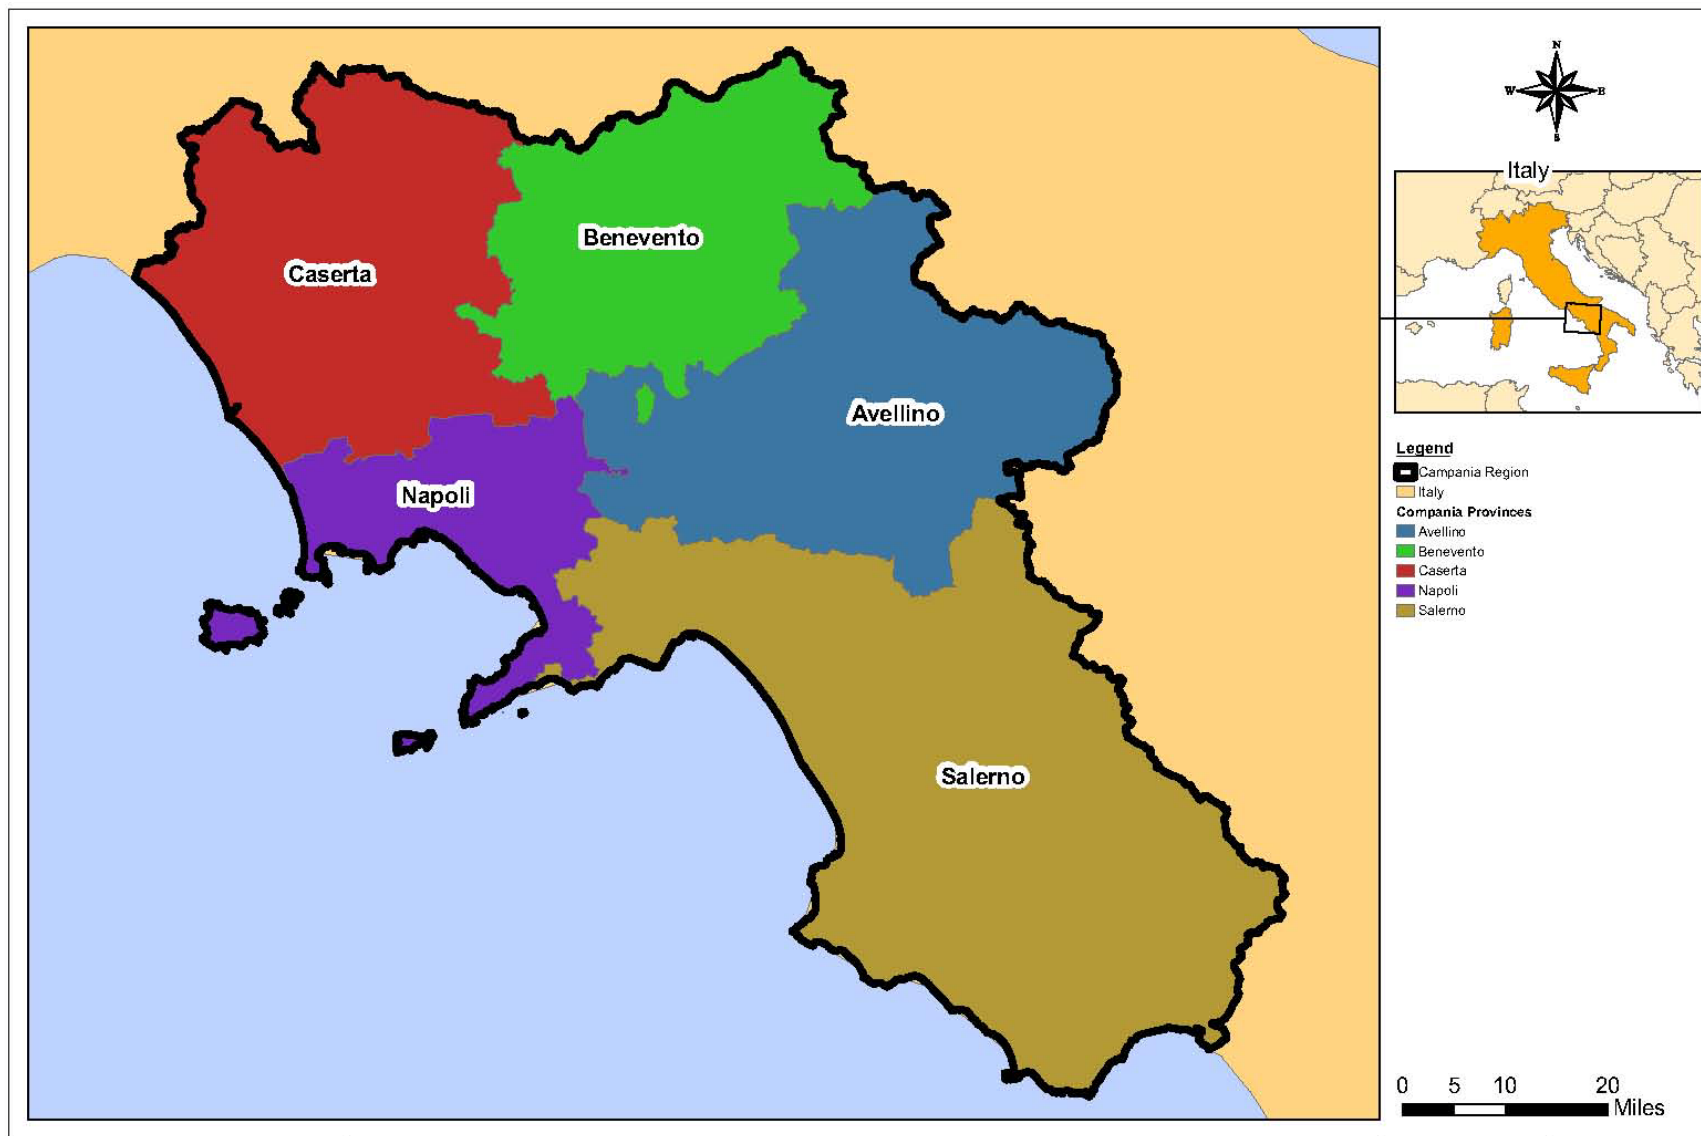 Benevento
Caserta
Avellino
Napoli
Salerno
N
W E
S
Italy
Legend
Campania Region
Italy
Compania Provinces
Avellino
Benevento
Caserta
Napoli
Salerno
0 5 10 20
Miles